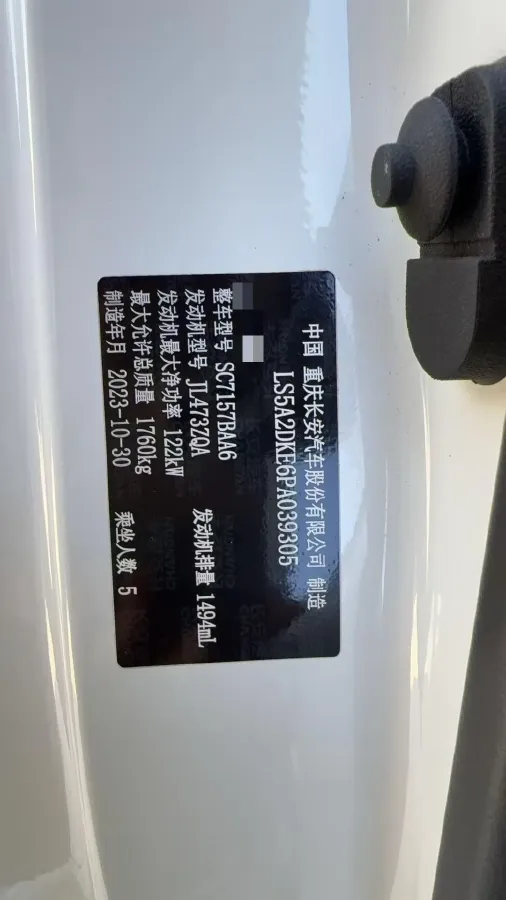 中国 重庆长安汽车股份有限公司 制造
LS5A2DKE6PA039305
整车型号 SC7157BAA6
发动机型号 JL473ZQA 发动机排量 1494mL
发动机最大净功率 122kW
最大允许总质量 1760kg
制造年月 2023-10-30 乘坐人数 5